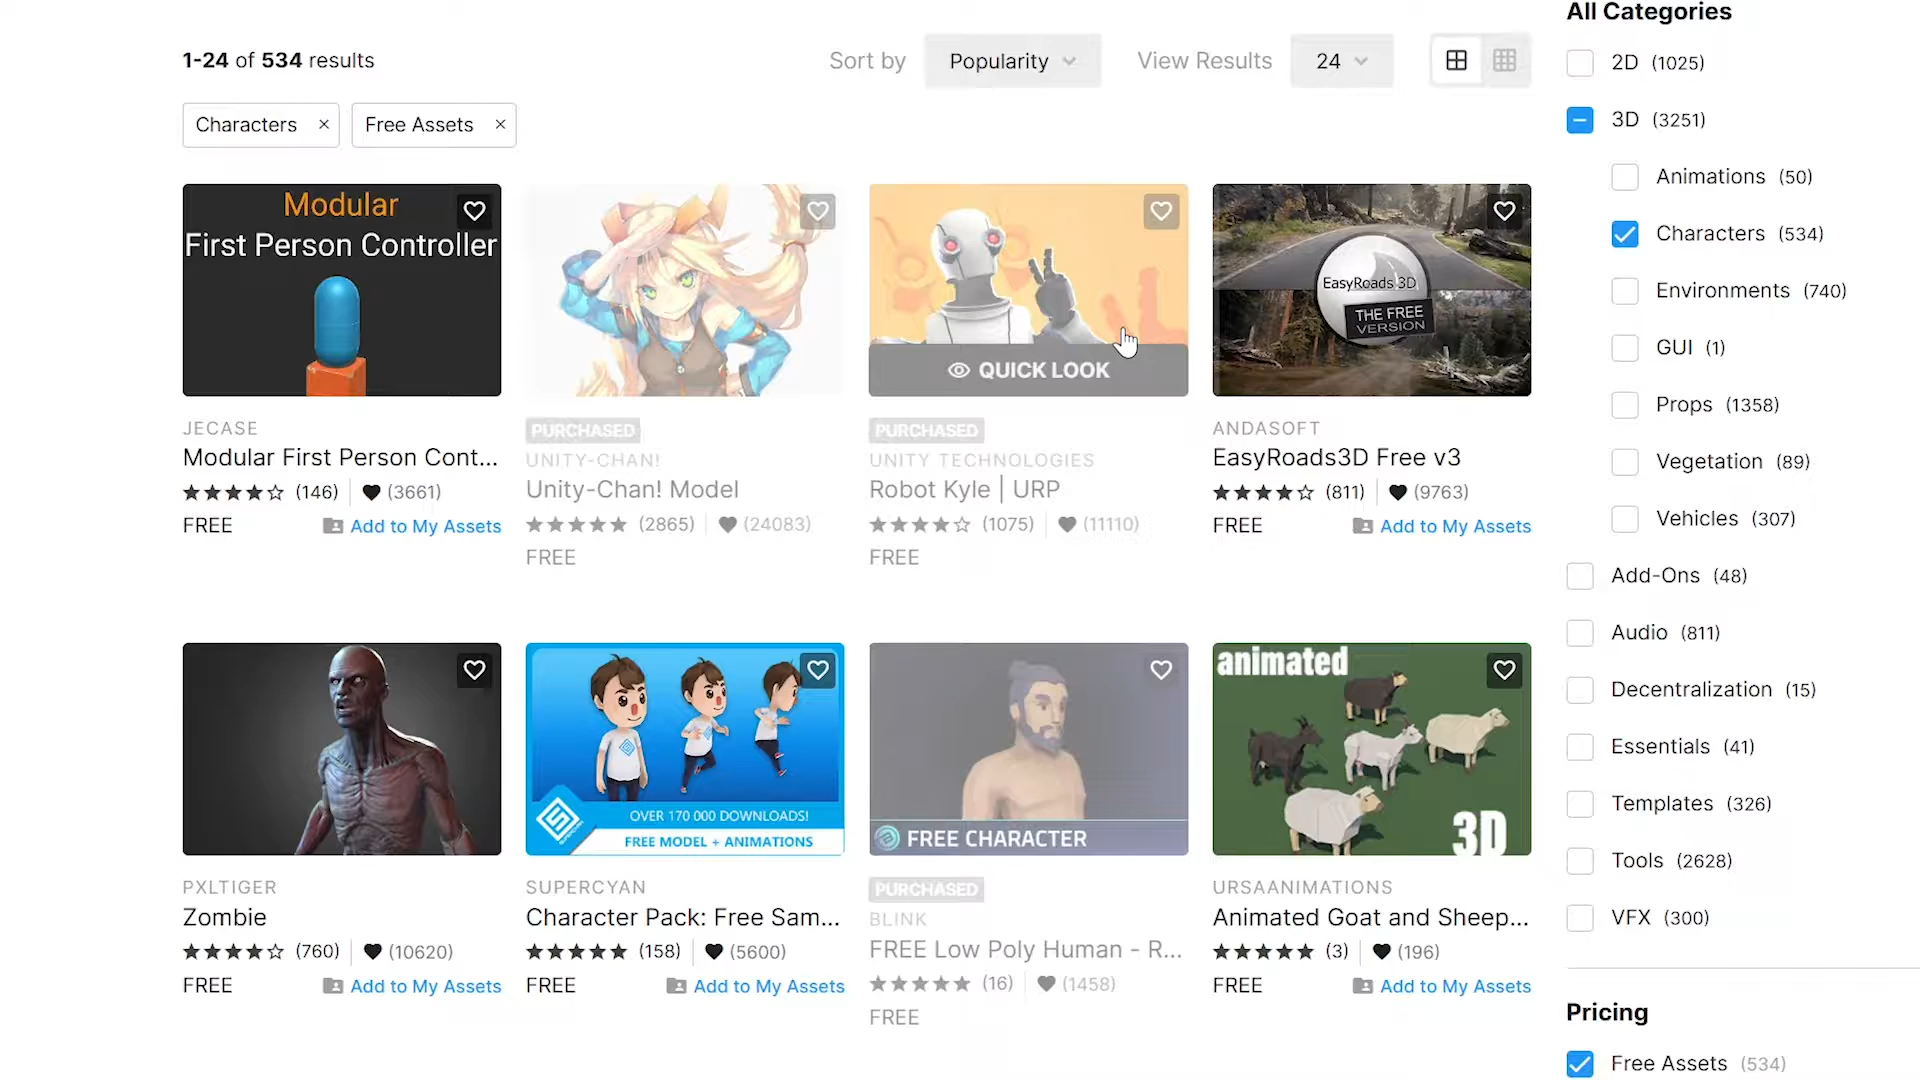 1-24 of 534 results
Sort by
Popularity
View Results
24
Characters ×
Free Assets ×
Modular
First Person Controller
JECASE
Modular First Person Cont...
(146)
(3661)
FREE
Add to My Assets
PURCHASED
UNITY-CHAN!
Unity-Chan! Model
(2865)
(24083)
FREE
QUICK LOOK
PURCHASED
UNITY TECHNOLOGIES
Robot Kyle | URP
(1075)
(11110)
FREE
EasyRoads3D
THE FREE
VERSION
ANDASOFT
EasyRoads3D Free v3
(811)
(9763)
FREE
Add to My Assets
PXLTIGER
Zombie
(760)
(10620)
FREE
Add to My Assets
OVER 170 000 DOWNLOADS!
FREE MODEL + ANIMATIONS
SUPERCYAN
Character Pack: Free Sam...
(158)
(5600)
FREE
Add to My Assets
FREE CHARACTER
PURCHASED
BLINK
FREE Low Poly Human - R...
(16)
(1458)
FREE
animated
3D
URSAANIMATIONS
Animated Goat and Sheep...
(3)
(196)
FREE
Add to My Assets
All Categories
2D (1025)
3D (3251)
Animations (50)
Characters (534)
Environments (740)
GUI (1)
Props (1358)
Vegetation (89)
Vehicles (307)
Add-Ons (48)
Audio (811)
Decentralization (15)
Essentials (41)
Templates (326)
Tools (2628)
VFX (300)
Pricing
Free Assets (534)